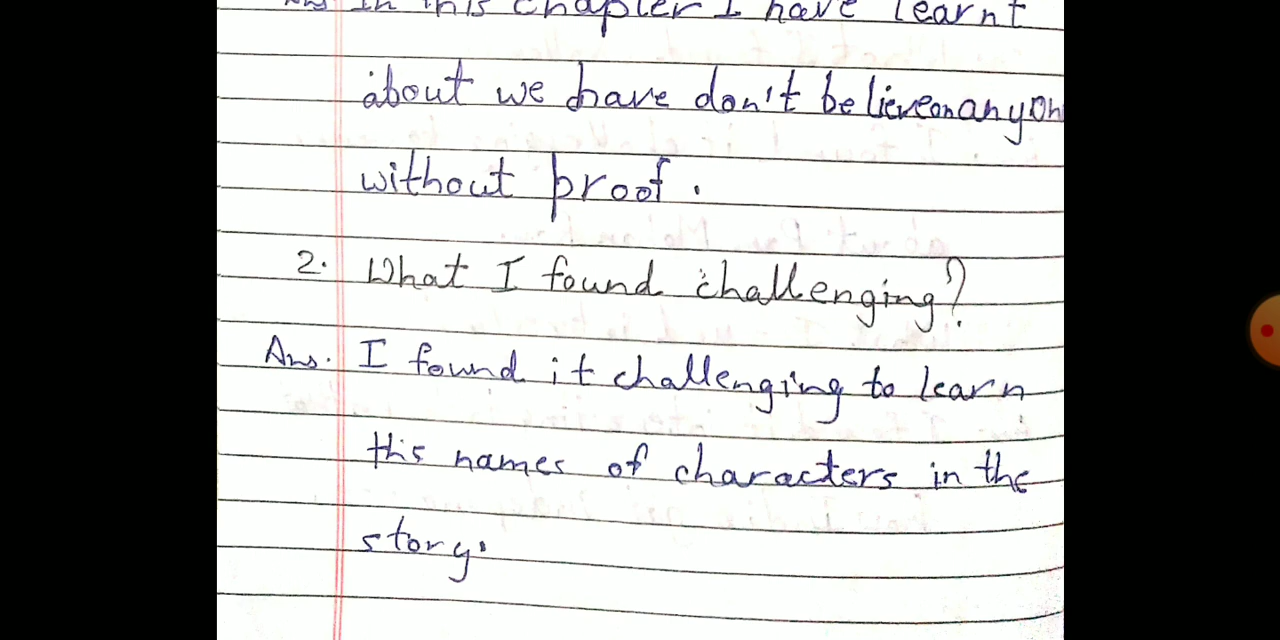 Ans In this chapter I have learnt
about we have don't believe on anyon
without proof.
2. What I found challenging?
Ans. I found it challenging to learn
this names of characters in the
story.